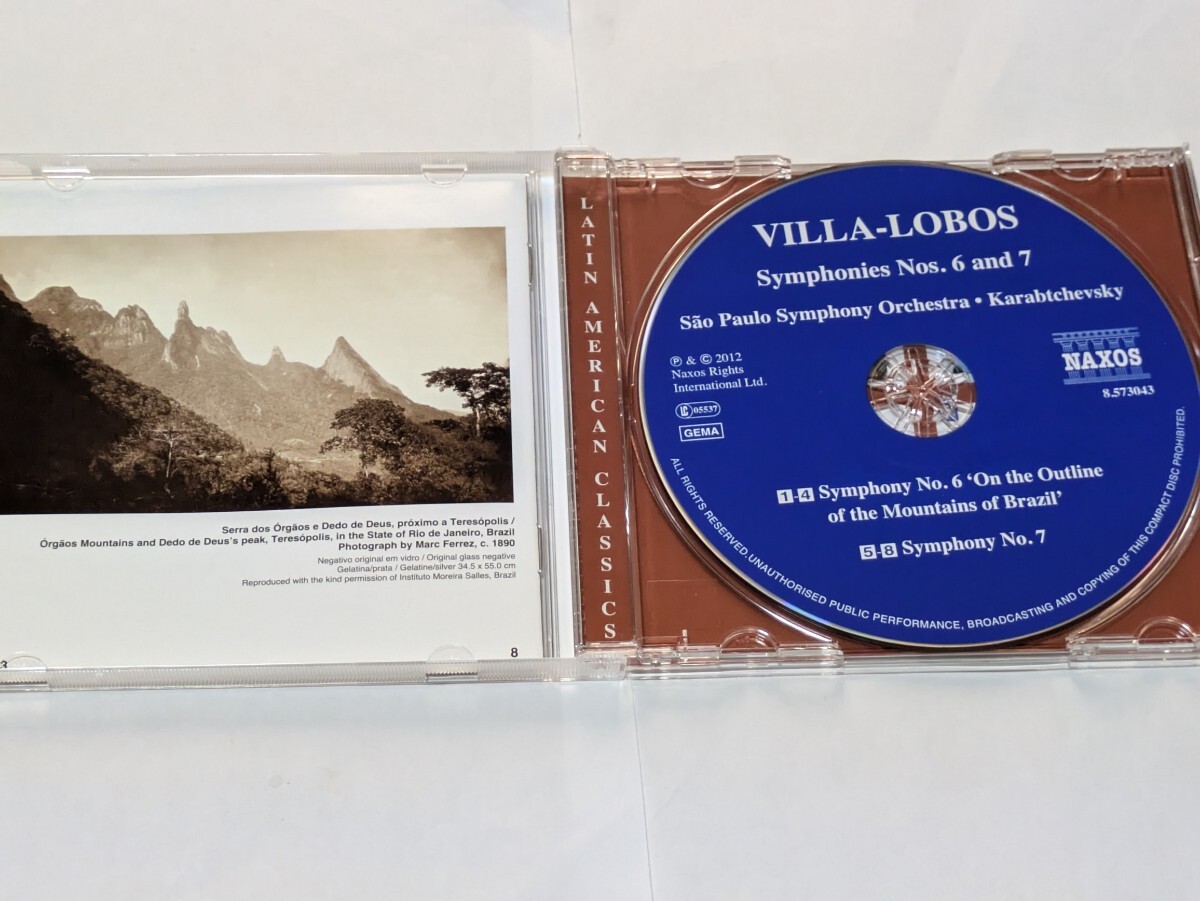 Serra dos Órgãos e Dedo de Deus, próximo a Teresópolis /
Órgãos Mountains and Dedo de Deus's peak, Teresópolis, in the State of Rio de Janeiro, Brazil
Photograph by Marc Ferrez, c. 1890
Negativo original em vidro / Original glass negative
Gelatina/prata / Gelatine/silver 34.5 x 55.0 cm
Reproduced with the kind permission of Instituto Moreira Salles, Brazil
8
LATIN AMERICAN CLASSICS
VILLA-LOBOS
Symphonies Nos. 6 and 7
São Paulo Symphony Orchestra • Karabtchevsky
℗ & © 2012
Naxos Rights
International Ltd.
LC 05537
GEMA
NAXOS
8.573043
1-4 Symphony No. 6 ‘On the Outline
of the Mountains of Brazil’
5-8 Symphony No. 7
ALL RIGHTS RESERVED. UNAUTHORISED PUBLIC PERFORMANCE, BROADCASTING AND COPYING OF THIS COMPACT DISC PROHIBITED.